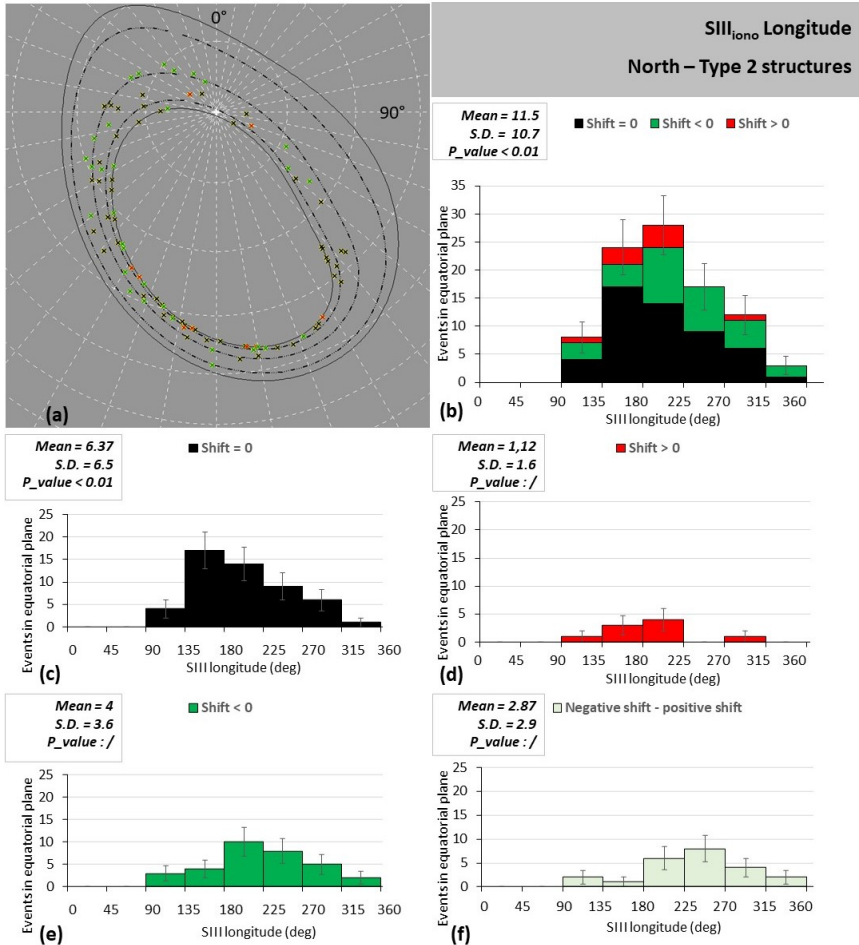 0°
90°
(a)
SIIIiono Longitude
North – Type 2 structures
Mean = 11.5
S.D. = 10.7
P_value < 0.01
Shift = 0 Shift < 0 Shift > 0
Events in equatorial plane
35
30
25
20
15
10
5
0
0 45 90 135 180 225 270 315 360
SIII longitude (deg)
(b)
Mean = 6.37
S.D. = 6.5
P_value < 0.01
Shift = 0
Events in equatorial plane
25
20
15
10
5
0
0 45 90 135 180 225 270 315 360
SIII longitude (deg)
(c)
Mean = 1,12
S.D. = 1.6
P_value : /
Shift > 0
Events in equatorial plane
25
20
15
10
5
0
0 45 90 135 180 225 270 315 360
SIII longitude (deg)
(d)
Mean = 4
S.D. = 3.6
P_value : /
Shift < 0
Events in equatorial plane
25
20
15
10
5
0
0 45 90 135 180 225 270 315 360
SIII longitude (deg)
(e)
Mean = 2.87
S.D. = 2.9
P_value : /
Negative shift - positive shift
Events in equatorial plane
25
20
15
10
5
0
0 45 90 135 180 225 270 315 360
SIII longitude (deg)
(f)